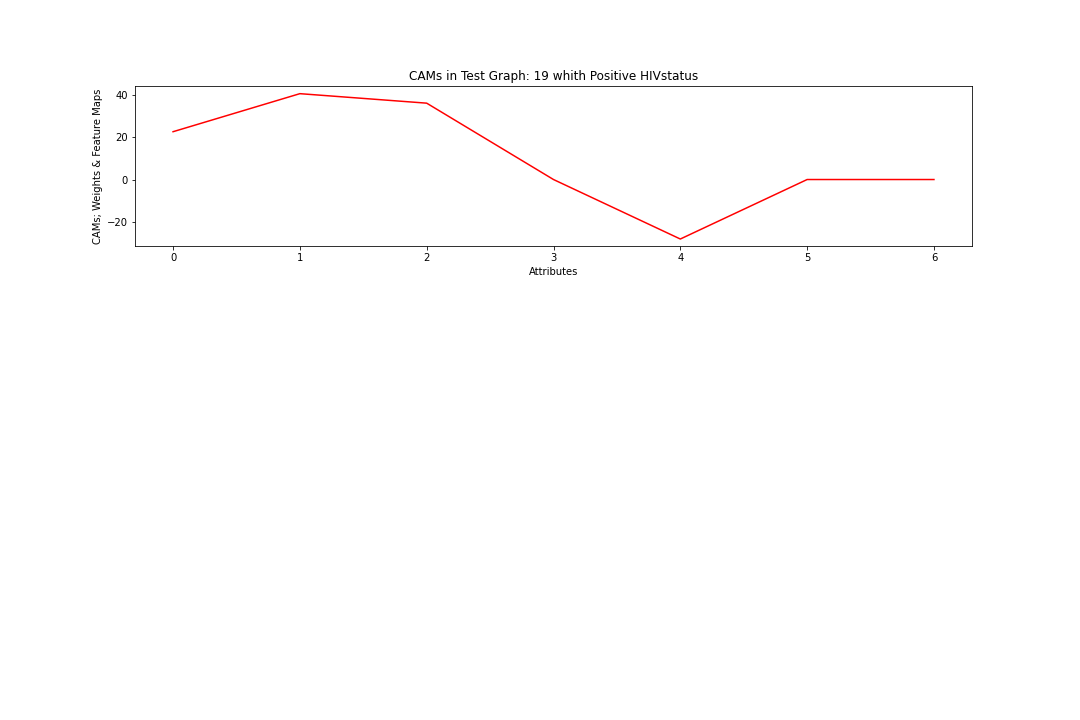 CAMs in Test Graph: 19 whith Positive HIVstatus
CAMs; Weights & Feature Maps
40
20
0
−20
0 1 2 3 4 5 6
Attributes